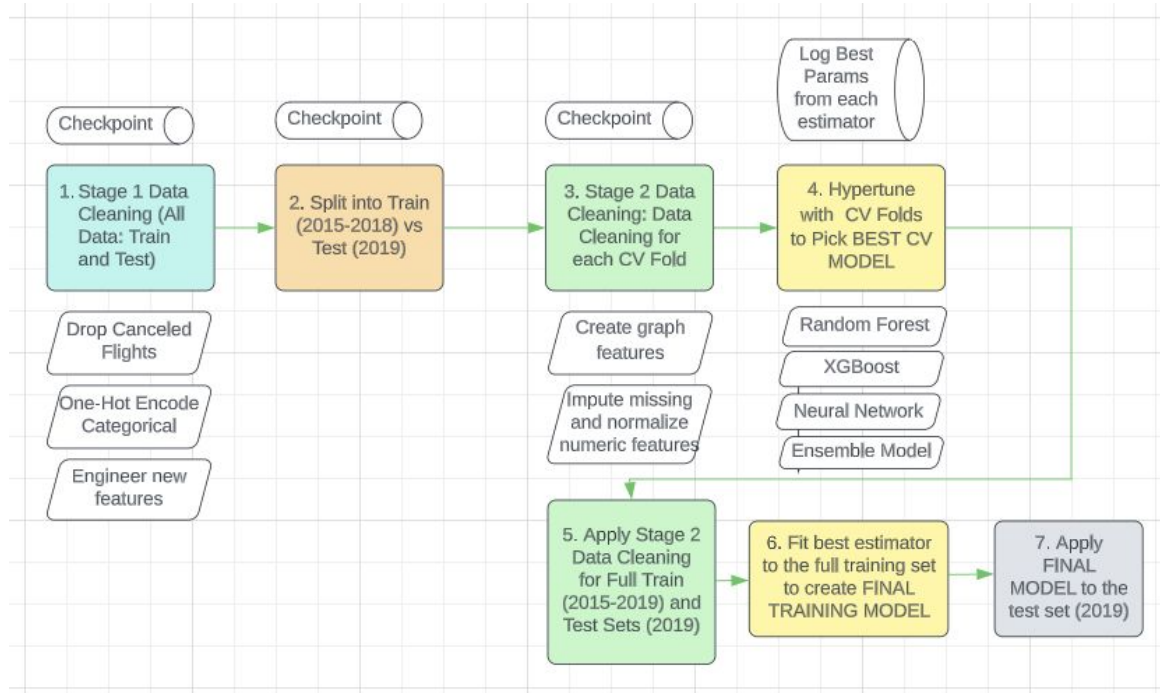 Log Best
Params
from each
estimator
Checkpoint
Checkpoint
Checkpoint
1. Stage 1 Data
Cleaning (All
Data: Train
and Test)
2. Split into Train
(2015-2018) vs
Test (2019)
3. Stage 2 Data
Cleaning: Data
Cleaning for
each CV Fold
4. Hypertune
with CV Folds
to Pick BEST CV
MODEL
Drop Canceled
Flights
One-Hot Encode
Categorical
Engineer new
features
Create graph
features
Impute missing
and normalize
numeric features
Random Forest
XGBoost
Neural Network
Ensemble Model
5. Apply Stage 2
Data Cleaning
for Full Train
(2015-2019) and
Test Sets (2019)
6. Fit best estimator
to the full training set
to create FINAL
TRAINING MODEL
7. Apply
FINAL
MODEL to the
test set (2019)